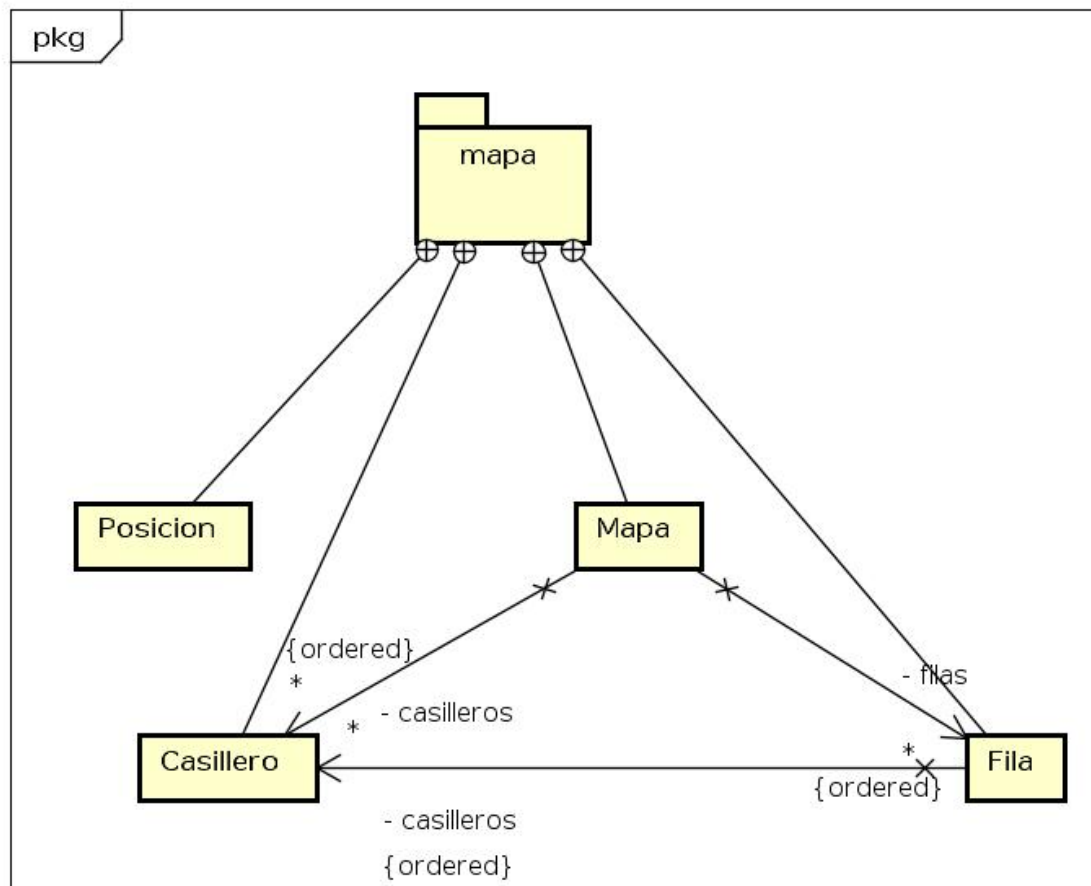 pkg
mapa
Posicion
Mapa
{ordered}
*
- filas
*
- casilleros
Casillero
*
Fila
{ordered}
- casilleros
{ordered}